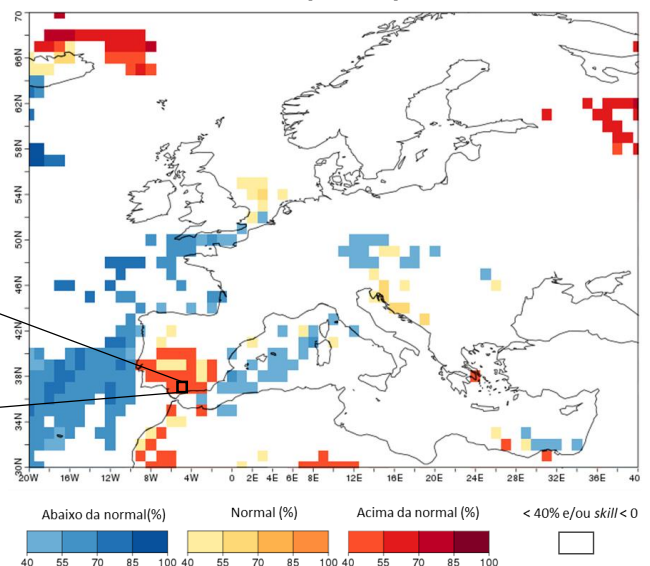 70
66N
62N
58N
54N
50N
46N
42N
38N
34N
30N
20W 16W 12W 8W 4W 0 2E 4E 6E 8E 12E 16E 20E 24E 28E 32E 36E 40
Abaixo da normal(%) Normal (%) Acima da normal (%) < 40% e/ou skill < 0
40 55 70 85 100 40 55 70 85 100 40 55 70 85 100